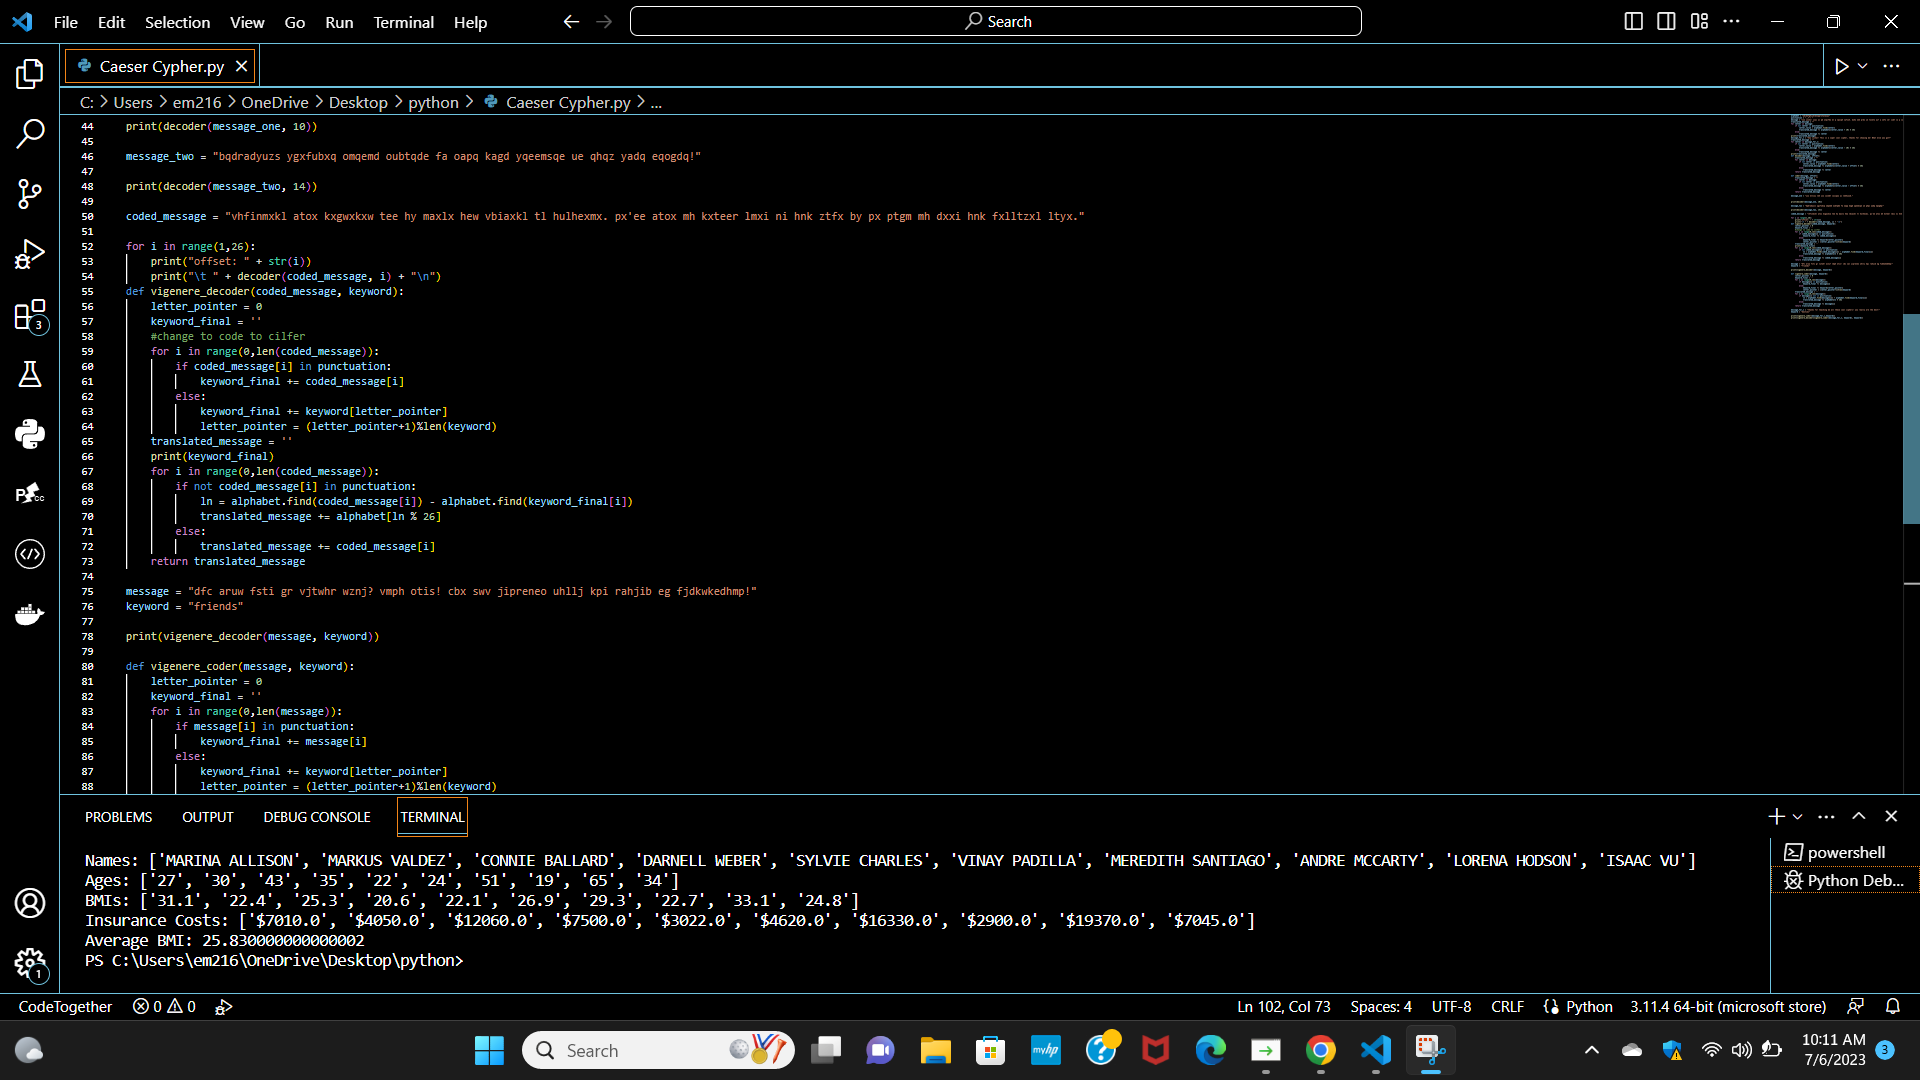 File Edit Selection View Go Run Terminal Help
Search
Caeser Cypher.py
C: > Users > em216 > OneDrive > Desktop > python > Caeser Cypher.py > ...
44 print(decoder(message_one, 10))
45
46 message_two = "bqdradyuzs ygxfubxq omqemd oubtqde fa oapq kagd yqeemsqe ue qhqz yadq eqogdq!"
47
48 print(decoder(message_two, 14))
49
50 coded_message = "vhfinmxkl atox kxgwxkxw tee hy maxlx hew vbiaxkl tl hulhexmx. px'ee atox mh kxteer lmxi ni hnk ztfx by px ptgm mh dxxi hnk fxlltzxl ltyx."
51
52 for i in range(1,26):
53     print("offset: " + str(i))
54     print("\t " + decoder(coded_message, i) + "\n")
55 def vigenere_decoder(coded_message, keyword):
56     letter_pointer = 0
57     keyword_final = ''
58     #change to code to cilfer
59     for i in range(0,len(coded_message)):
60         if coded_message[i] in punctuation:
61             keyword_final += coded_message[i]
62         else:
63             keyword_final += keyword[letter_pointer]
64             letter_pointer = (letter_pointer+1)%len(keyword)
65     translated_message = ''
66     print(keyword_final)
67     for i in range(0,len(coded_message)):
68         if not coded_message[i] in punctuation:
69             ln = alphabet.find(coded_message[i]) - alphabet.find(keyword_final[i])
70             translated_message += alphabet[ln % 26]
71         else:
72             translated_message += coded_message[i]
73     return translated_message
74
75 message = "dfc aruw fsti gr vjtwhr wznj? vmph otis! cbx swv jipreneo uhllj kpi rahjib eg fjdkwkedhmp!"
76 keyword = "friends"
77
78 print(vigenere_decoder(message, keyword))
79
80 def vigenere_coder(message, keyword):
81     letter_pointer = 0
82     keyword_final = ''
83     for i in range(0,len(message)):
84         if message[i] in punctuation:
85             keyword_final += message[i]
86         else:
87             keyword_final += keyword[letter_pointer]
88             letter_pointer = (letter_pointer+1)%len(keyword)
3
PROBLEMS OUTPUT DEBUG CONSOLE TERMINAL
Names: ['MARINA ALLISON', 'MARKUS VALDEZ', 'CONNIE BALLARD', 'DARNELL WEBER', 'SYLVIE CHARLES', 'VINAY PADILLA', 'MEREDITH SANTIAGO', 'ANDRE MCCARTY', 'LORENA HODSON', 'ISAAC VU']
Ages: ['27', '30', '43', '35', '22', '24', '51', '19', '65', '34']
BMIs: ['31.1', '22.4', '25.3', '20.6', '22.1', '26.9', '29.3', '22.7', '33.1', '24.8']
Insurance Costs: ['$7010.0', '$4050.0', '$12060.0', '$7500.0', '$3022.0', '$4620.0', '$16330.0', '$2900.0', '$19370.0', '$7045.0']
Average BMI: 25.830000000000002
PS C:\Users\em216\OneDrive\Desktop\python>
powershell
Python Deb...
1
CodeTogether 0 0 Ln 102, Col 73 Spaces: 4 UTF-8 CRLF Python 3.11.4 64-bit (microsoft store)
Search
myhp
10:11 AM
7/6/2023
3